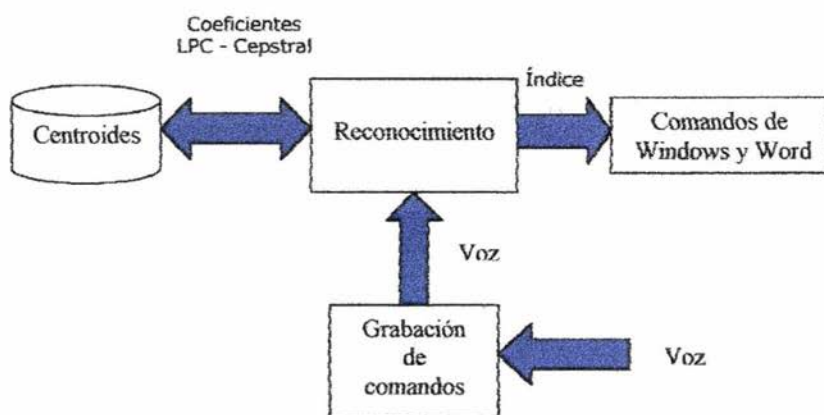 Coeficientes
LPC - Cepstral
Centroides
Reconocimiento
Índice
Comandos de
Windows y Word
Voz
Grabación
de
comandos
Voz